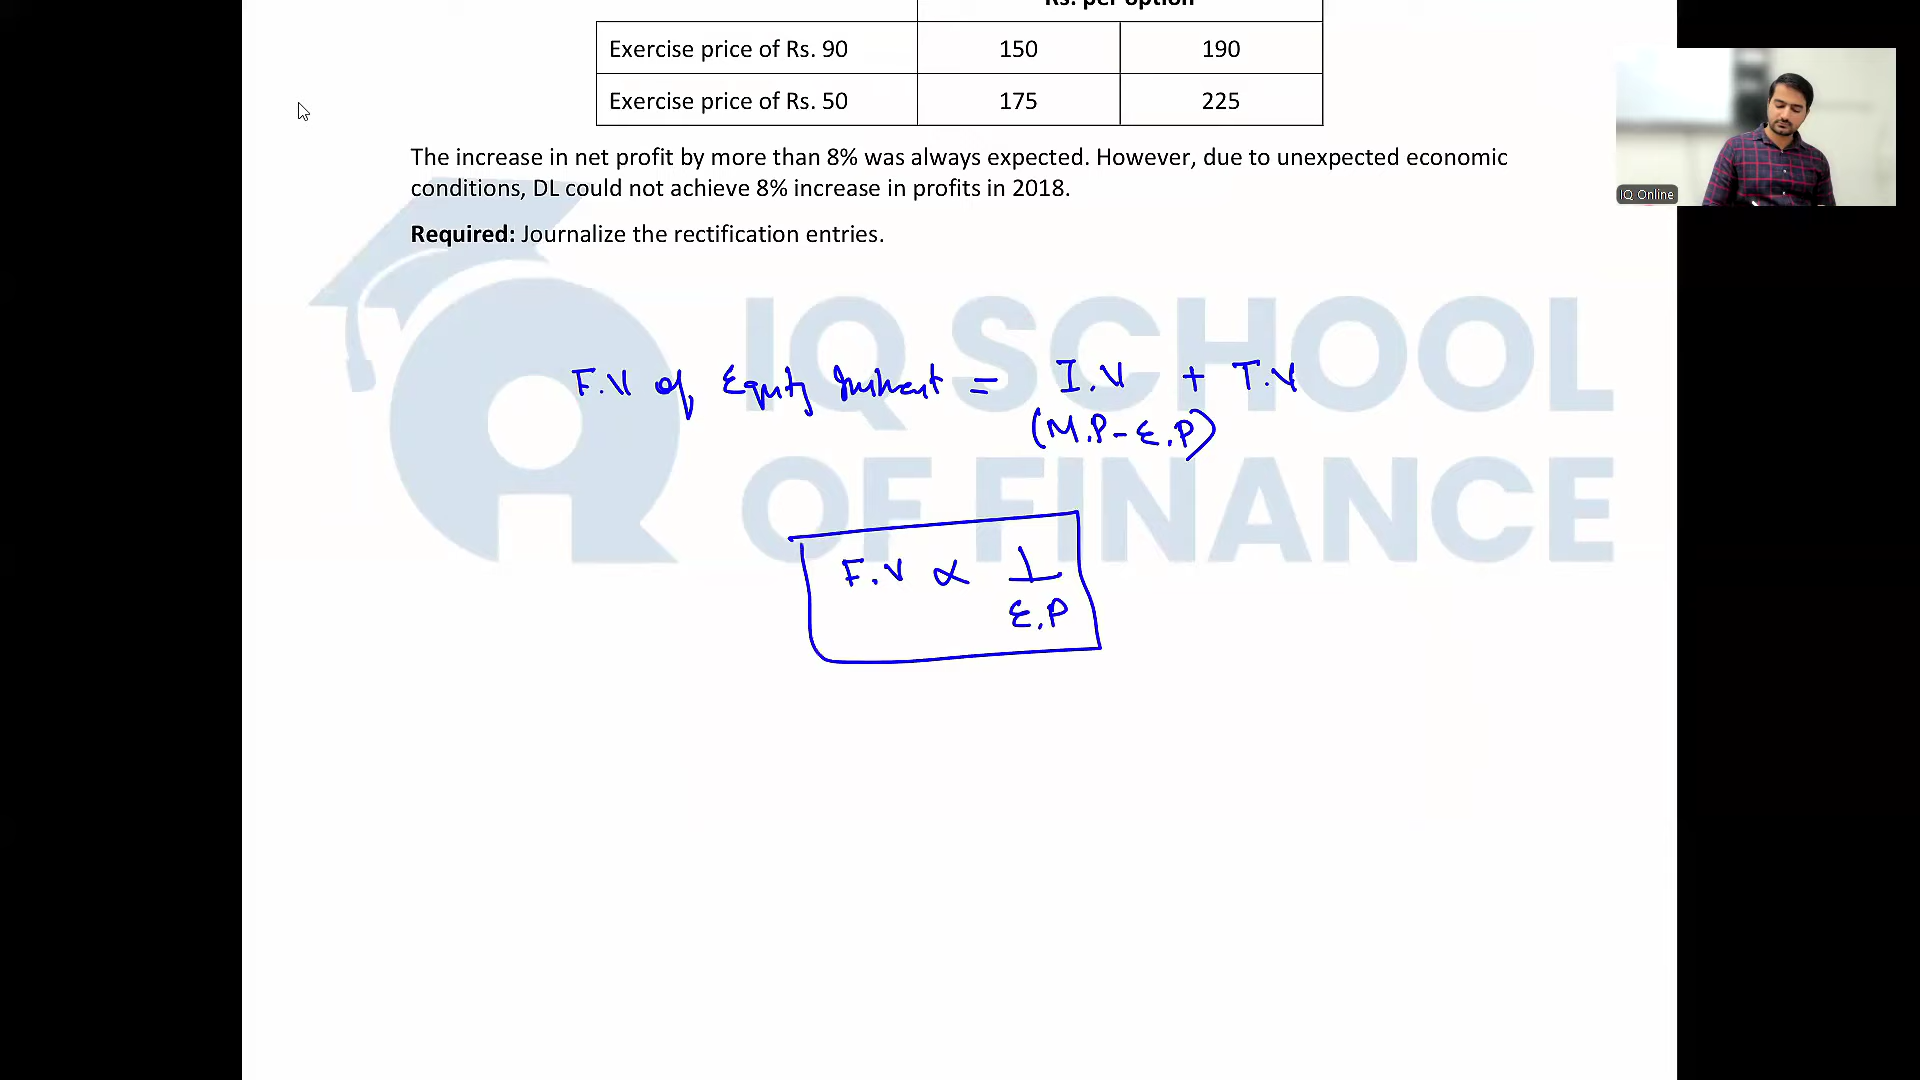 Rs. per option
Exercise price of Rs. 90 150 190
Exercise price of Rs. 50 175 225
The increase in net profit by more than 8% was always expected. However, due to unexpected economic
conditions, DL could not achieve 8% increase in profits in 2018.
Required: Journalize the rectification entries.
IQ Online
IQ SCHOOL
OF FINANCE
F.V of Equity = I.V + T.V
(M.P - E.P)
F.V ∝ 1
E.P